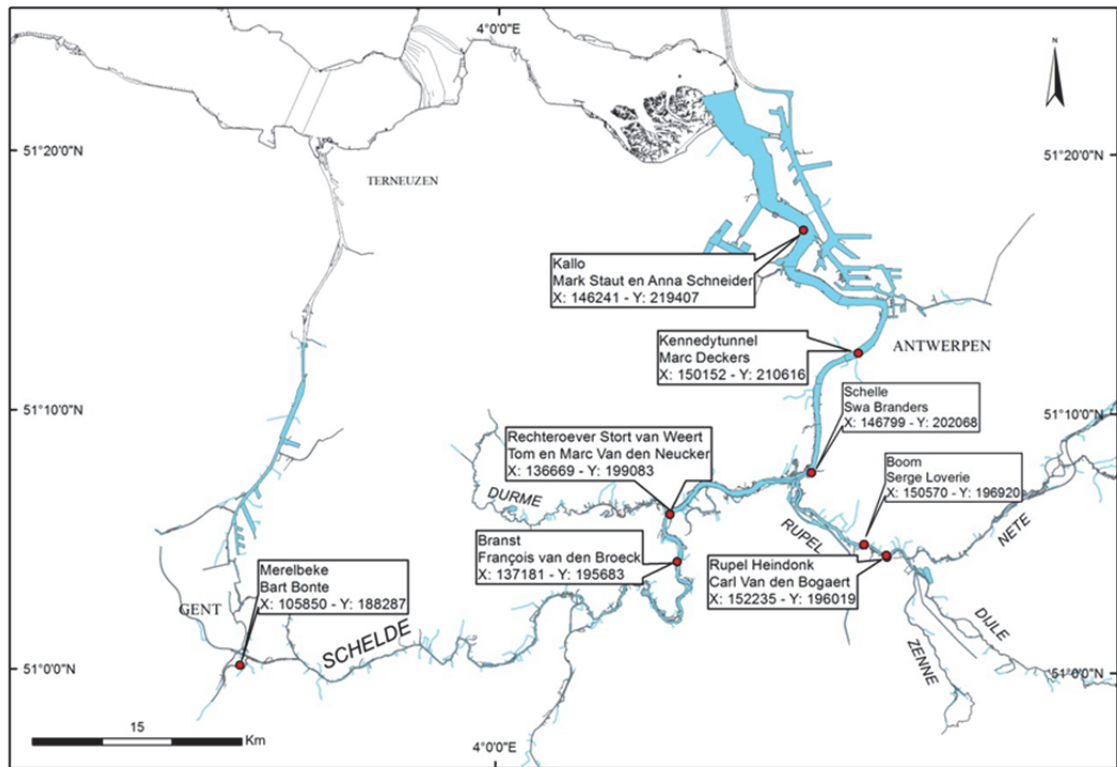 4°0'0"E
N
51°20'0"N
51°20'0"N
TERNEUZEN
Kallo
Mark Staut en Anna Schneider
X: 146241 - Y: 219407
Kennedytunnel
Marc Deckers
X: 150152 - Y: 210616
ANTWERPEN
Schelle
Swa Branders
X: 146799 - Y: 202068
51°10'0"N
51°10'0"N
Rechteroever Stort van Weert
Tom en Marc Van den Neucker
X: 136669 - Y: 199083
Boom
Serge Loverie
X: 150570 - Y: 196920
DURME
RUPEL
NETE
Branst
François van den Broeck
X: 137181 - Y: 195683
Rupel Heindonk
Carl Van den Bogaert
X: 152235 - Y: 196019
Merelbeke
Bart Bonte
X: 105850 - Y: 188287
GENT
SCHELDE
DIJLE
ZENNE
51°0'0"N
51°0'0"N
15
Km
4°0'0"E